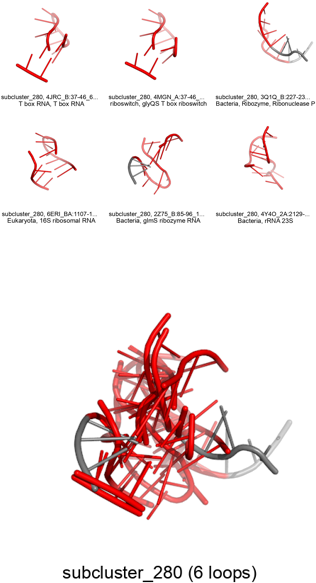 subcluster_280, 4JRC_B:37-46_6...
T box RNA, T box RNA
subcluster_280, 4MGN_A:37-46_...
riboswitch, glyQS T box riboswitch
subcluster_280, 3Q1Q_B:227-23...
Bacteria, Ribozyme, Ribonuclease P
subcluster_280, 6ERI_BA:1107-1...
Eukaryota, 16S ribosomal RNA
subcluster_280, 2Z75_B:85-96_1...
Bacteria, glmS ribozyme RNA
subcluster_280, 4Y4O_2A:2129-...
Bacteria, rRNA 23S
subcluster_280 (6 loops)